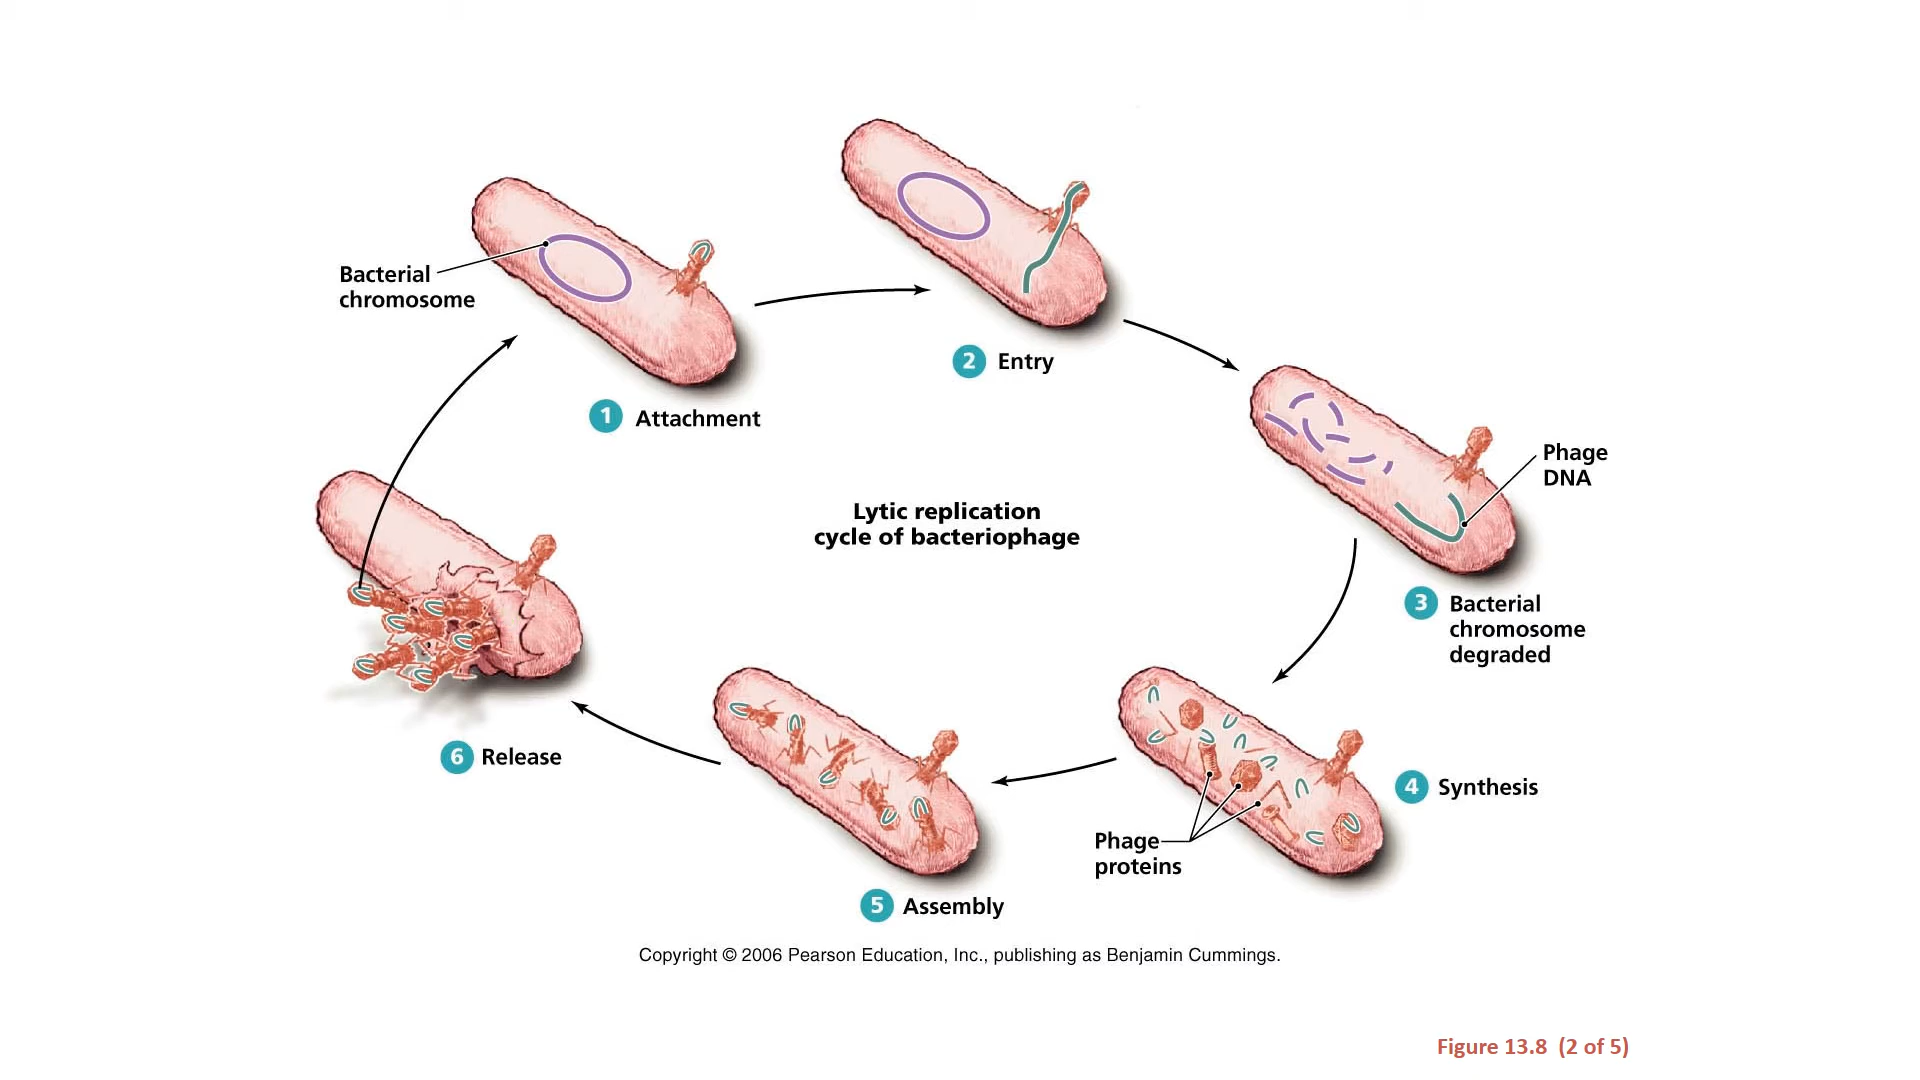 Bacterial
chromosome
1 Attachment
2 Entry
Phage
DNA
3 Bacterial
chromosome
degraded
Lytic replication
cycle of bacteriophage
4 Synthesis
Phage
proteins
5 Assembly
6 Release
Copyright © 2006 Pearson Education, Inc., publishing as Benjamin Cummings.
Figure 13.8 (2 of 5)